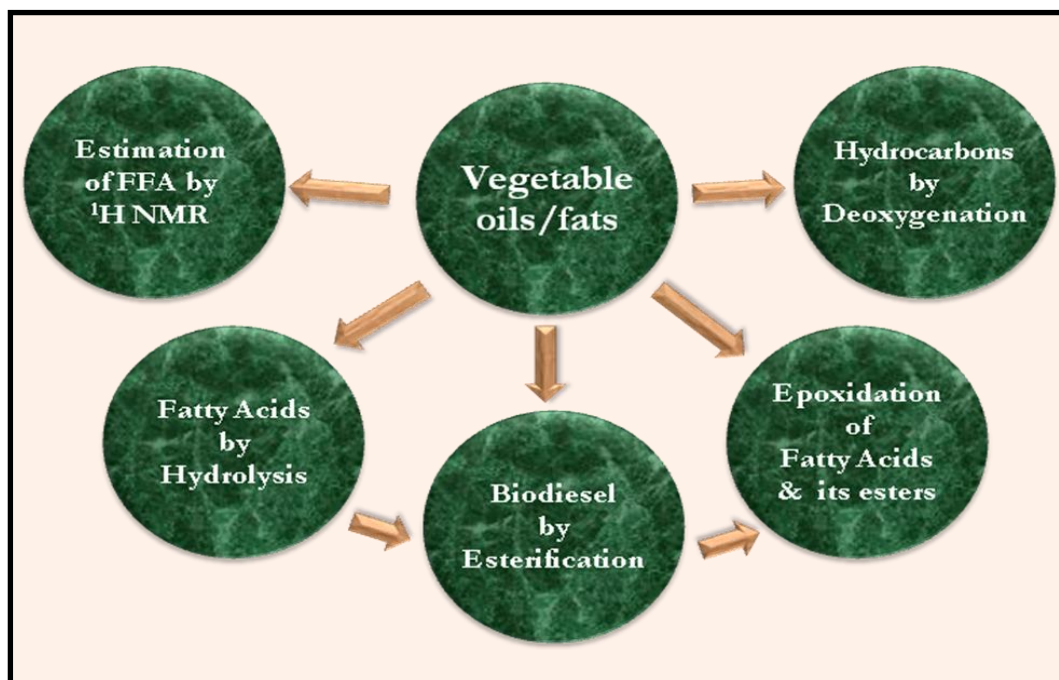 Estimation
of FFA by
¹H NMR
Vegetable
oils/fats
Hydrocarbons
by
Deoxygenation
Fatty Acids
by
Hydrolysis
Biodiesel
by
Esterification
Epoxidation
of
Fatty Acids
& its esters